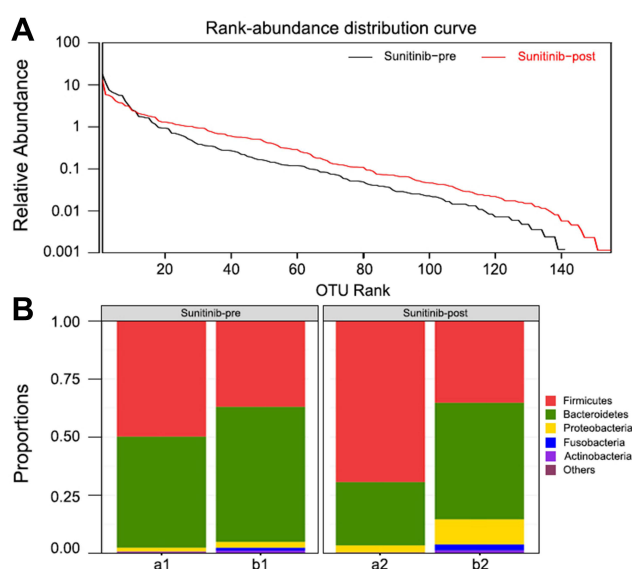 A
Rank-abundance distribution curve
Relative Abundance
100
10
1
0.1
0.01
0.001
Sunitinib-pre
Sunitinib-post
20
40
60
80
100
120
140
OTU Rank
B
Sunitinib-pre
Sunitinib-post
Proportions
1.00
0.75
0.50
0.25
0.00
a1
b1
a2
b2
Firmicutes
Bacteroidetes
Proteobacteria
Fusobacteria
Actinobacteria
Others